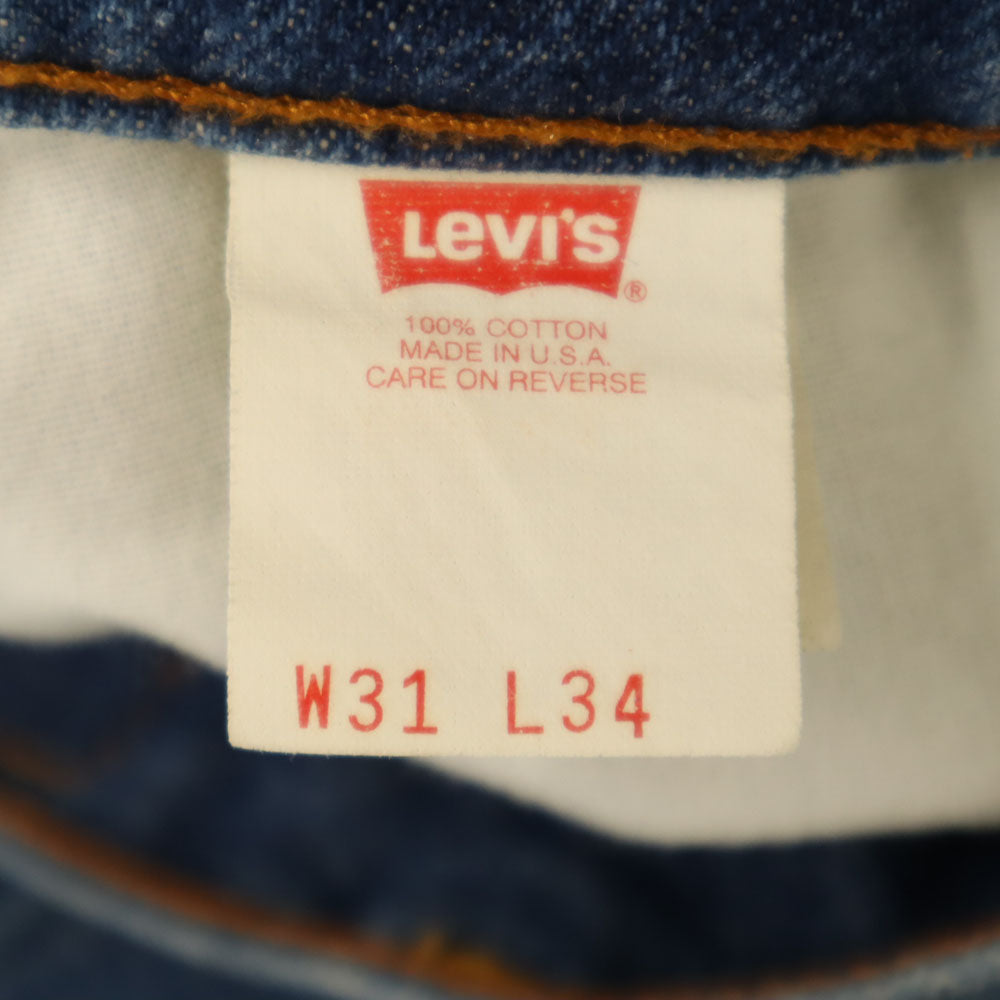 Levi's
®
100% COTTON
MADE IN U.S.A.
CARE ON REVERSE
W31 L34